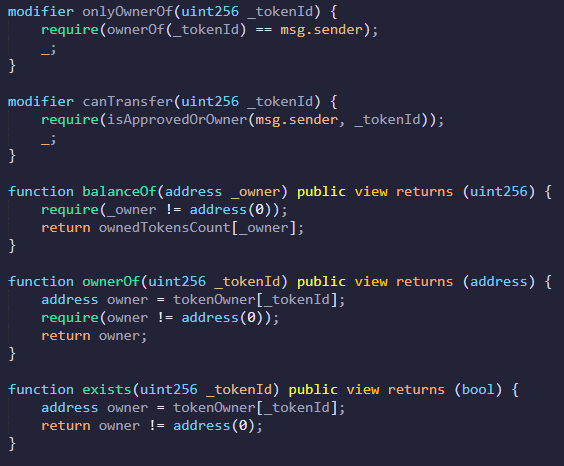 modifier onlyOwnerOf(uint256 _tokenId) {
    require(ownerOf(_tokenId) == msg.sender);
    _;
}

modifier canTransfer(uint256 _tokenId) {
    require(isApprovedOrOwner(msg.sender, _tokenId));
    _;
}

function balanceOf(address _owner) public view returns (uint256) {
    require(_owner != address(0));
    return ownedTokensCount[_owner];
}

function ownerOf(uint256 _tokenId) public view returns (address) {
    address owner = tokenOwner[_tokenId];
    require(owner != address(0));
    return owner;
}

function exists(uint256 _tokenId) public view returns (bool) {
    address owner = tokenOwner[_tokenId];
    return owner != address(0);
}